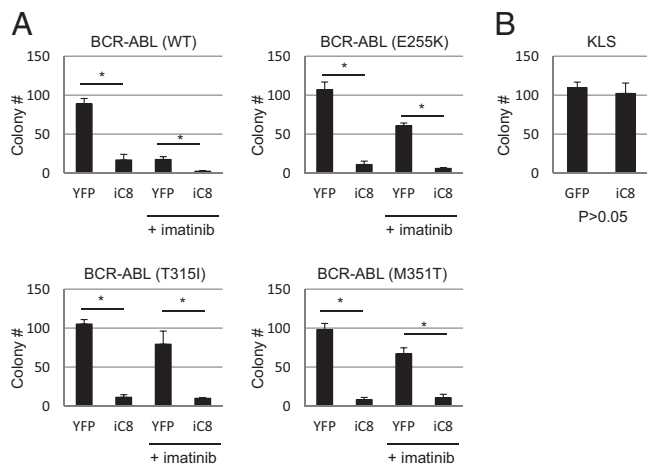 A
BCR-ABL (WT)
Colony #
150
100
50
0
*
*
YFP iC8 YFP iC8
+ imatinib
BCR-ABL (E255K)
Colony #
150
100
50
0
*
*
YFP iC8 YFP iC8
+ imatinib
B
KLS
Colony #
150
100
50
0
GFP iC8
P>0.05
BCR-ABL (T315I)
Colony #
150
100
50
0
*
*
YFP iC8 YFP iC8
+ imatinib
BCR-ABL (M351T)
Colony #
150
100
50
0
*
*
YFP iC8 YFP iC8
+ imatinib